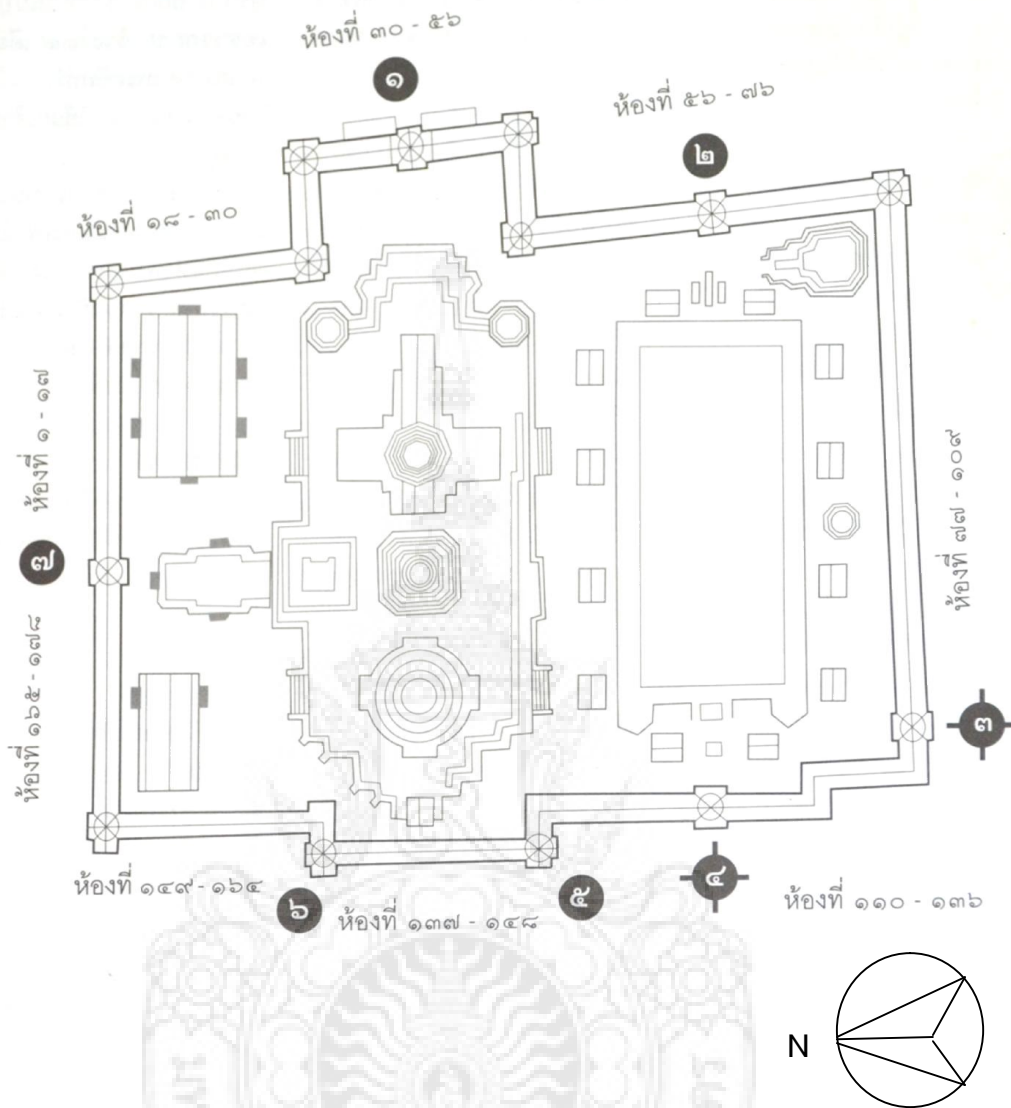 ห้องที่ ๓๐ - ๕๖
๑
ห้องที่ ๕๖ - ๗๖
๒
ห้องที่ ๑๘ - ๓๐
ห้องที่ ๑ - ๑๗
๗
ห้องที่ ๑๖๕ - ๑๗๘
ห้องที่ ๗๗ - ๑๐๙
๓
ห้องที่ ๑๔๙ - ๑๖๔
๖
ห้องที่ ๑๓๗ - ๑๔๘
๕
๔
ห้องที่ ๑๑๐ - ๑๓๖
N